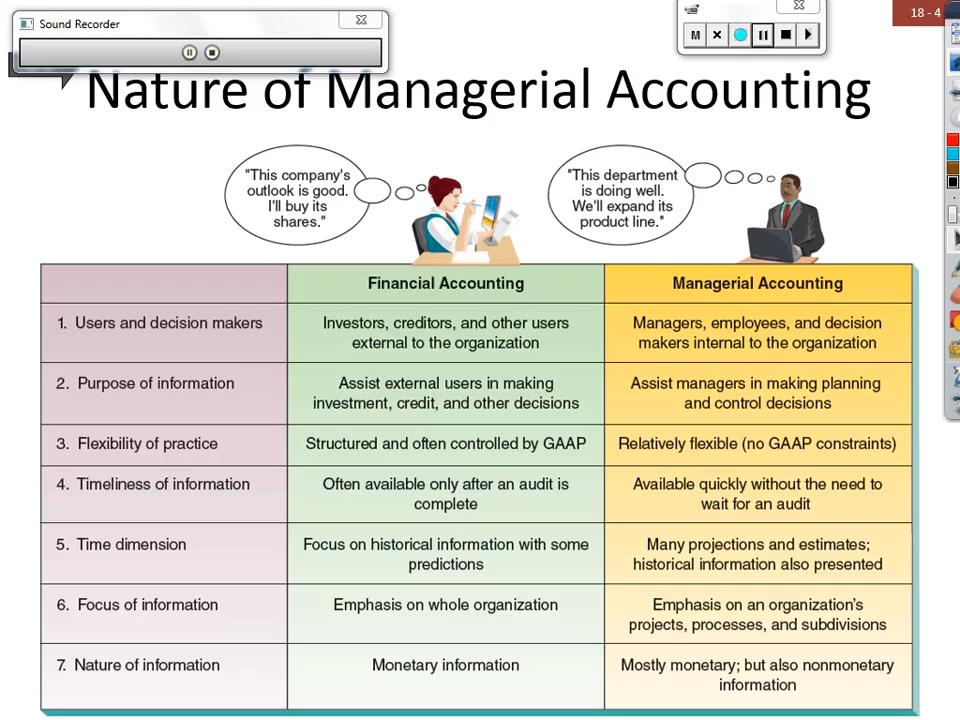 Sound Recorder
M
18 - 4
Nature of Managerial Accounting
"This company's
outlook is good.
I'll buy its
shares."
"This department
is doing well.
We'll expand its
product line."
Financial Accounting
Managerial Accounting
1. Users and decision makers
Investors, creditors, and other users
external to the organization
Managers, employees, and decision
makers internal to the organization
2. Purpose of information
Assist external users in making
investment, credit, and other decisions
Assist managers in making planning
and control decisions
3. Flexibility of practice
Structured and often controlled by GAAP
Relatively flexible (no GAAP constraints)
4. Timeliness of information
Often available only after an audit is
complete
Available quickly without the need to
wait for an audit
5. Time dimension
Focus on historical information with some
predictions
Many projections and estimates;
historical information also presented
6. Focus of information
Emphasis on whole organization
Emphasis on an organization's
projects, processes, and subdivisions
7. Nature of information
Monetary information
Mostly monetary; but also nonmonetary
information